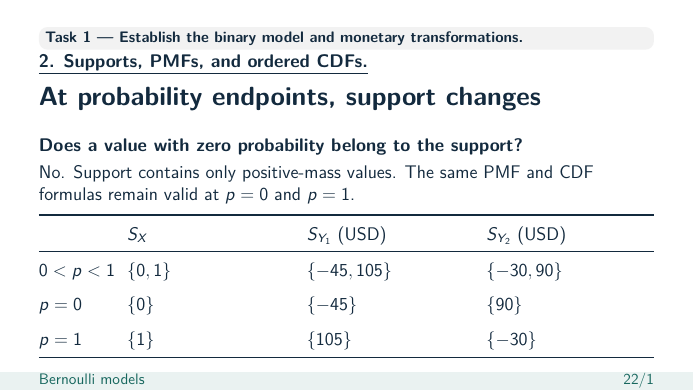 Task 1 — Establish the binary model and monetary transformations.
2. Supports, PMFs, and ordered CDFs.
At probability endpoints, support changes
Does a value with zero probability belong to the support?
No. Support contains only positive-mass values. The same PMF and CDF
formulas remain valid at p = 0 and p = 1.
S_X S_{Y_1} (USD) S_{Y_2} (USD)
0 < p < 1 {0, 1} {−45, 105} {−30, 90}
p = 0 {0} {−45} {90}
p = 1 {1} {105} {−30}
Bernoulli models 22/1